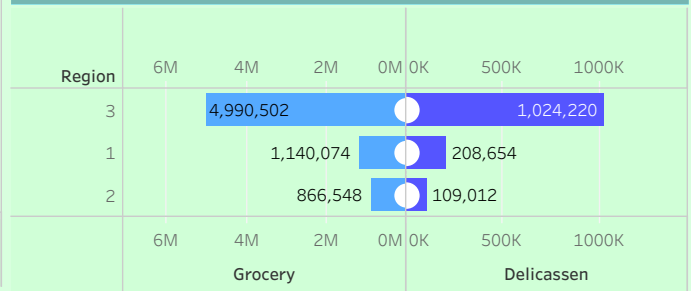 6M 4M 2M 0M 0K 500K 1000K
Region
3 4,990,502 1,024,220
1 1,140,074 208,654
2 866,548 109,012
6M 4M 2M 0M 0K 500K 1000K
Grocery Delicassen